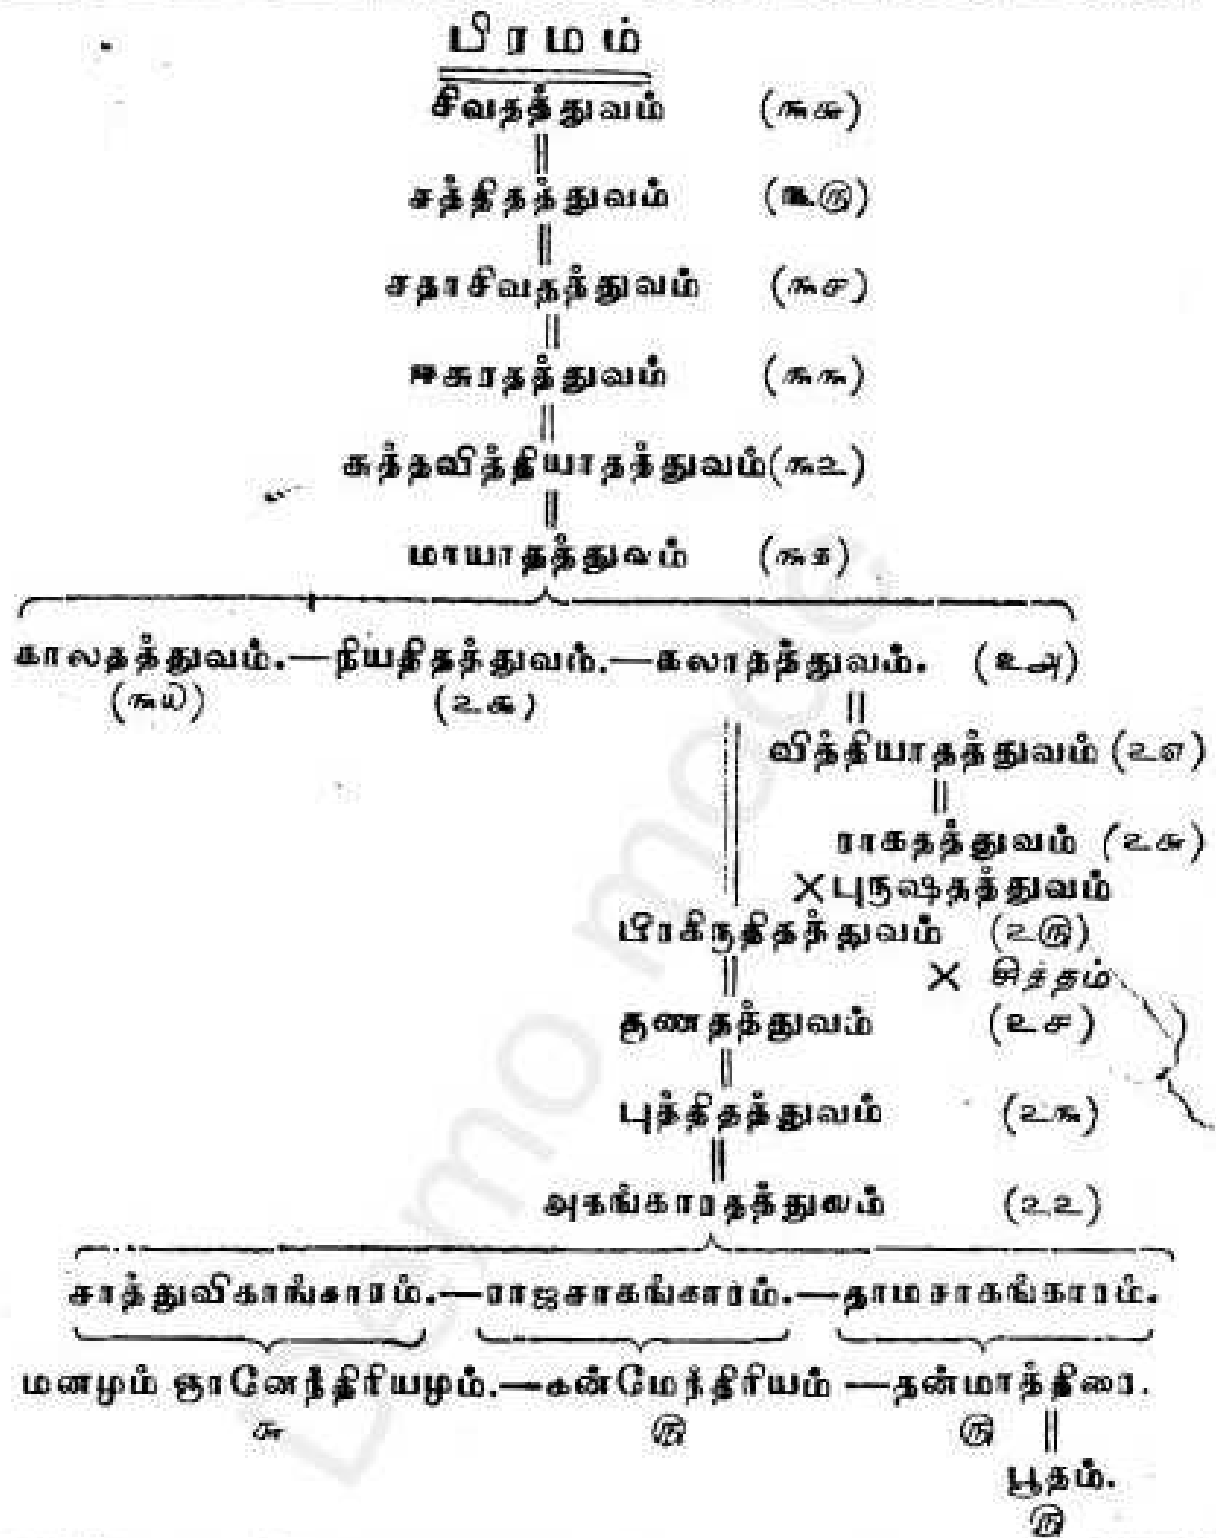 பிரமம்
சிவதத்துவம் (௩௬)
சத்திதத்துவம் (௩௫)
சதாசிவதத்துவம் (௩௪)
ஈசுரதத்துவம் (௩௩)
சுத்தவித்தியாதத்துவம் (௩௨)
மாயாதத்துவம் (௩௧)
காலதத்துவம்.—நியதிதத்துவம்.—கலாதத்துவம். (௨௮)
(௩௰) (௨௯)
வித்தியாதத்துவம் (௨௭)
ராகதத்துவம் (௨௬)
×புருஷதத்துவம்
பிரகிருதிதத்துவம் (௨௫)
× சித்தம்
குணதத்துவம் (௨௪)
புத்திதத்துவம் (௨௩)
அகங்காரதத்துவம் (௨௨)
சாத்துவிகாங்காரம்.—ராஜசாகங்காரம்.—தாமசாகங்காரம்.
மனமும் ஞானேந்திரியமும்.—கன்மேந்திரியம் —தன்மாத்திரை.
௬ ௫ ௫
பூதம்.
௫
Demo mode